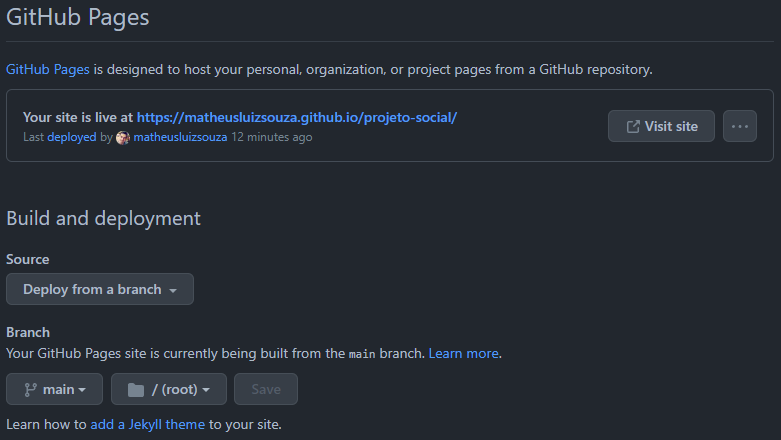 GitHub Pages
GitHub Pages is designed to host your personal, organization, or project pages from a GitHub repository.
Your site is live at https://matheusluizsouza.github.io/projeto-social/
Last deployed by matheusluizsouza 12 minutes ago
Visit site
Build and deployment
Source
Deploy from a branch
Branch
Your GitHub Pages site is currently being built from the main branch. Learn more.
main
/ (root)
Save
Learn how to add a Jekyll theme to your site.